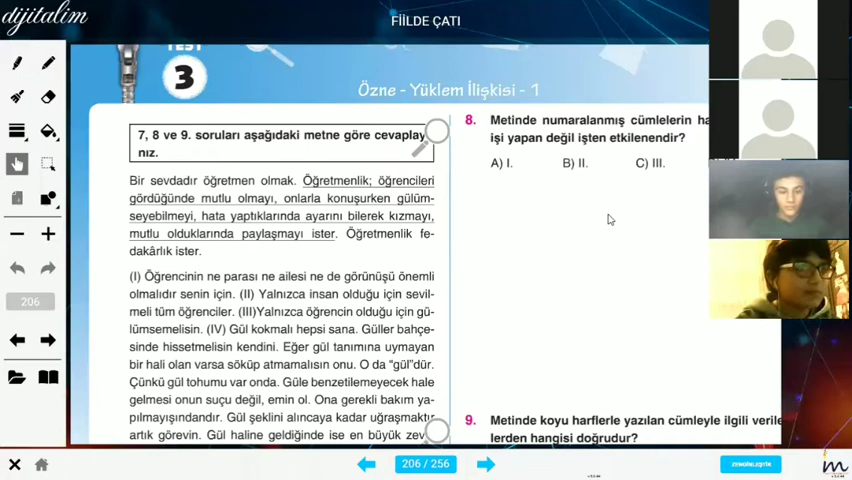 dijitalim
FİİLDE ÇATI
TEST
3
Özne - Yüklem İlişkisi - 1
7, 8 ve 9. soruları aşağıdaki metne göre cevaplay
nız.
Bir sevdadır öğretmen olmak. Öğretmenlik; öğrencileri
gördüğünde mutlu olmayı, onlarla konuşurken gülüm-
seyebilmeyi, hata yaptıklarında ayarını bilerek kızmayı,
mutlu olduklarında paylaşmayı ister. Öğretmenlik fe-
dakârlık ister.
(I) Öğrencinin ne parası ne ailesi ne de görünüşü önemli
olmalıdır senin için. (II) Yalnızca insan olduğu için sevil-
meli tüm öğrenciler. (III)Yalnızca öğrencin olduğu için gü-
lümsemelisin. (IV) Gül kokmalı hepsi sana. Güller bahçe-
sinde hissetmelisin kendini. Eğer gül tanımına uymayan
bir hali olan varsa söküp atmamalısın onu. O da “gül”dür.
Çünkü gül tohumu var onda. Güle benzetilemeyecek hale
gelmesi onun suçu değil, emin ol. Ona gerekli bakım ya-
pılmayışındandır. Gül şeklini alıncaya kadar uğraşmaktır
artık görevin. Gül haline geldiğinde ise en büyük zev
8. Metinde numaralanmış cümlelerin ha
işi yapan değil işten etkilenendir?
A) I. B) II. C) III.
9. Metinde koyu harflerle yazılan cümleyle ilgili verile
lerden hangisi doğrudur?
206
206 / 256
ZENGİNLEŞTİR
m